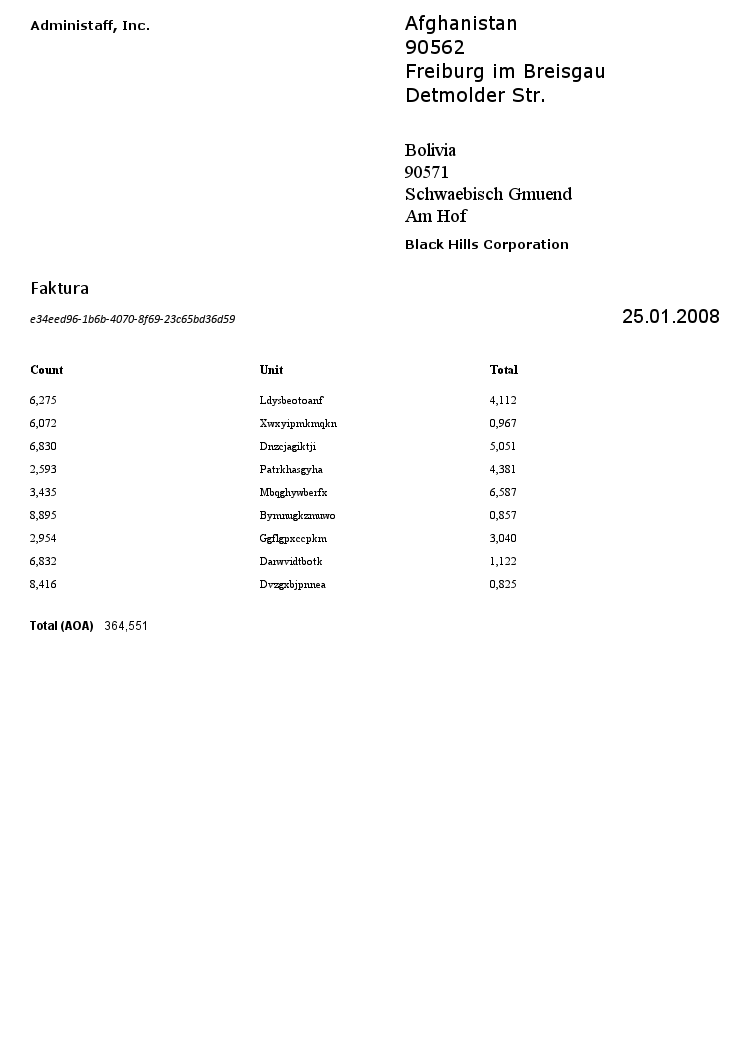 Administaff, Inc.
Afghanistan
90562
Freiburg im Breisgau
Detmolder Str.
Bolivia
90571
Schwaebisch Gmuend
Am Hof
Black Hills Corporation
Faktura
e34eed96-1b6b-4070-8f69-23c65bd36d59 25.01.2008
Count Unit Total
6,275 Ldysbeotoanf 4,112
6,072 Xwxyipmkmqkn 0,967
6,830 Dnzcjagiktji 5,051
2,593 Patrkhasgyha 4,381
3,435 Mbqghywberfx 6,587
8,895 0,857
2,954 Ggflgpxccpkm 3,040
6,832 1,122
8,416 Dvzgxbjpnnea 0,825
Total (AOA) 364,551